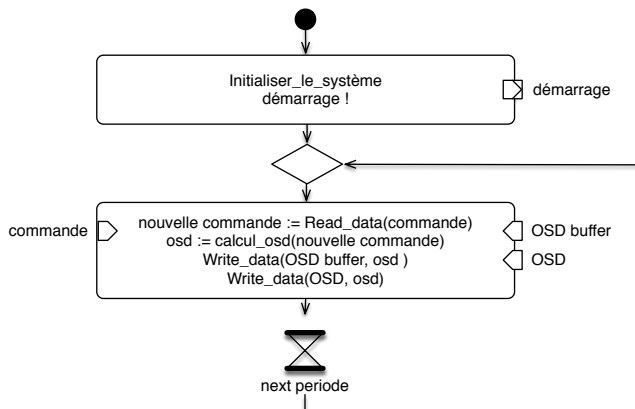 Initialiser_le_système
démarrage !
démarrage
commande
nouvelle commande := Read_data(commande)
osd := calcul_osd(nouvelle commande)
Write_data(OSD buffer, osd )
Write_data(OSD, osd)
OSD buffer
OSD
next periode